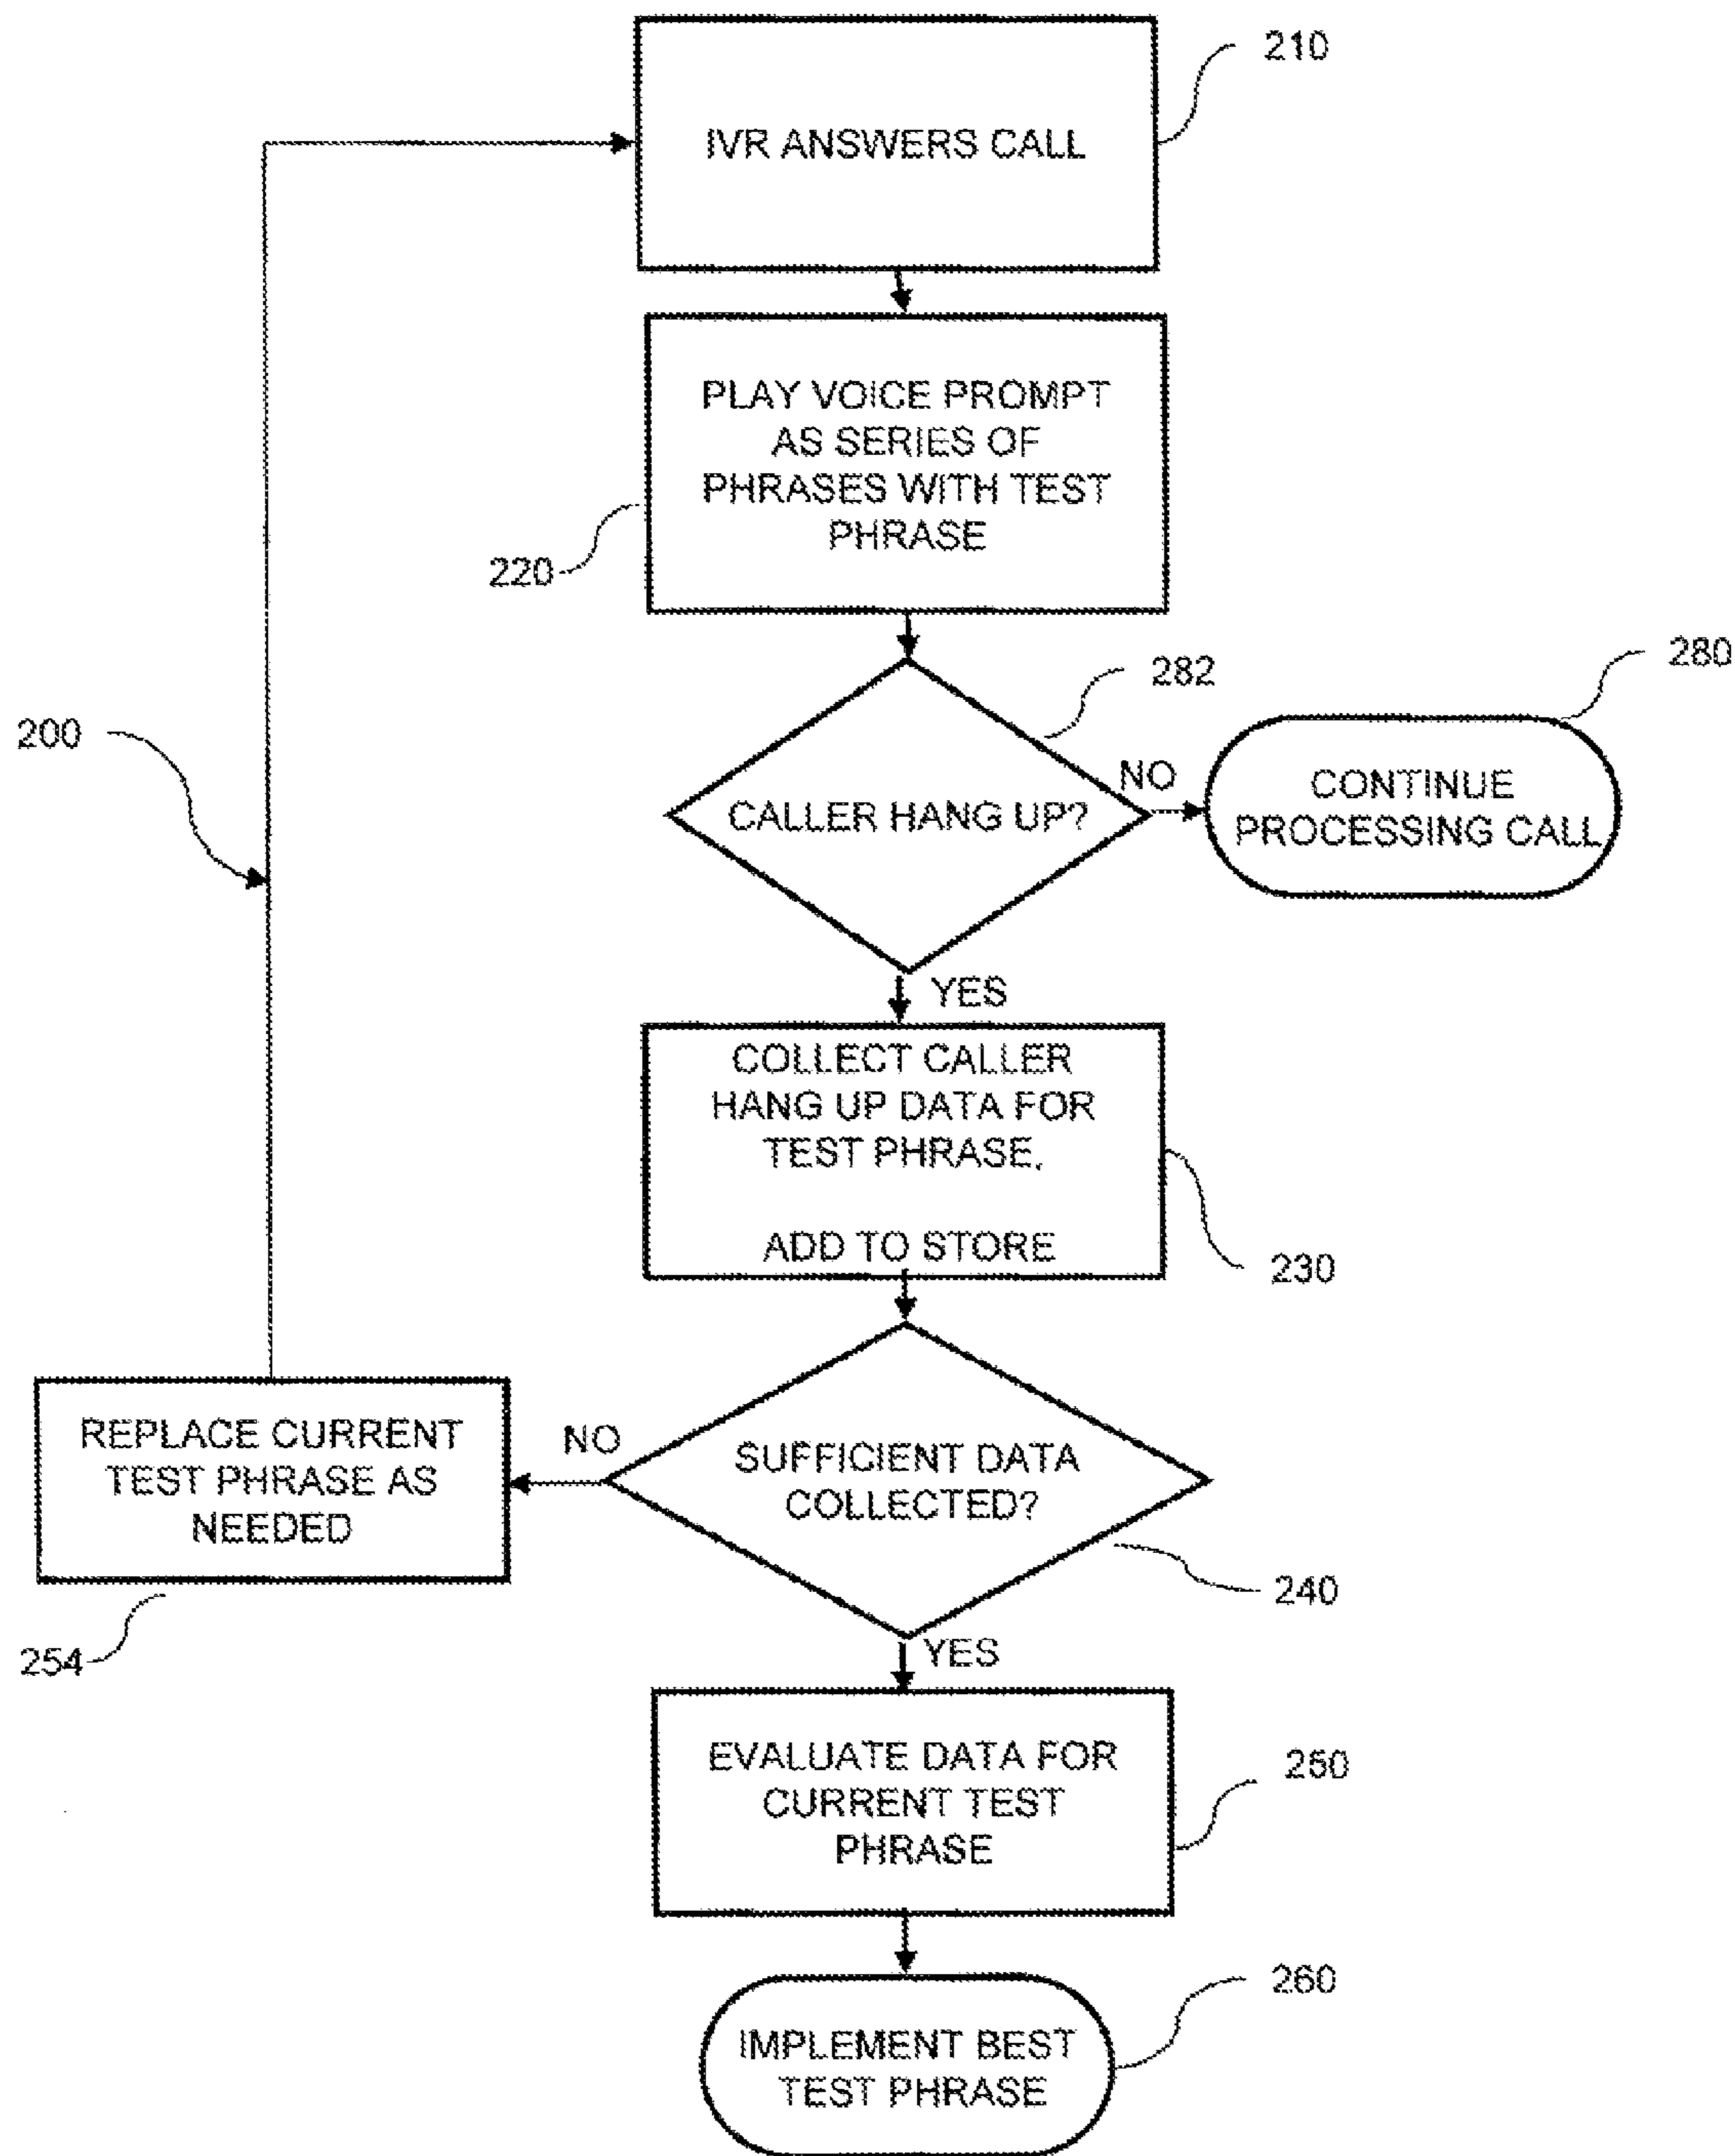 210
IVR ANSWERS CALL
PLAY VOICE PROMPT
AS SERIES OF
PHRASES WITH TEST
PHRASE
220
282
280
200
NO
CALLER HANG UP?
CONTINUE
PROCESSING CALL
YES
COLLECT CALLER
HANG UP DATA FOR
TEST PHRASE.
ADD TO STORE
230
REPLACE CURRENT
TEST PHRASE AS
NEEDED
NO
SUFFICIENT DATA
COLLECTED?
240
254
YES
EVALUATE DATA FOR
CURRENT TEST
PHRASE
250
260
IMPLEMENT BEST
TEST PHRASE